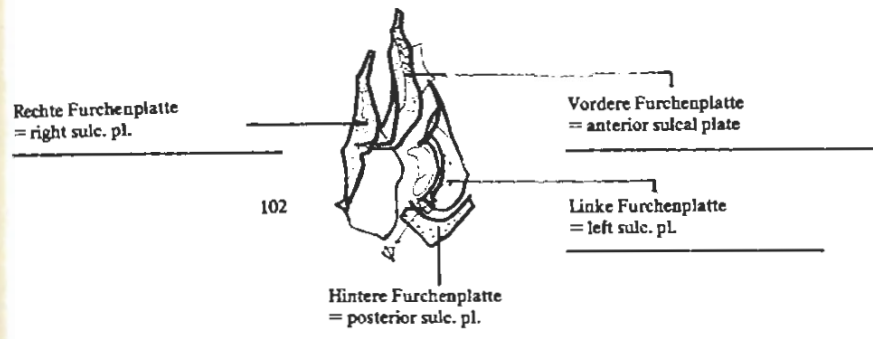 Rechte Furchenplatte
= right sulc. pl.
Vordere Furchenplatte
= anterior sulcal plate
102
Linke Furchenplatte
= left sulc. pl.
Hintere Furchenplatte
= posterior sulc. pl.